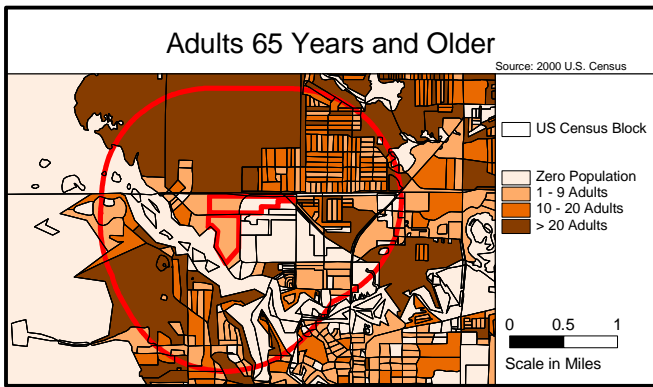 Adults 65 Years and Older
Source: 2000 U.S. Census
US Census Block
Zero Population
1 - 9 Adults
10 - 20 Adults
> 20 Adults
0 0.5 1
Scale in Miles